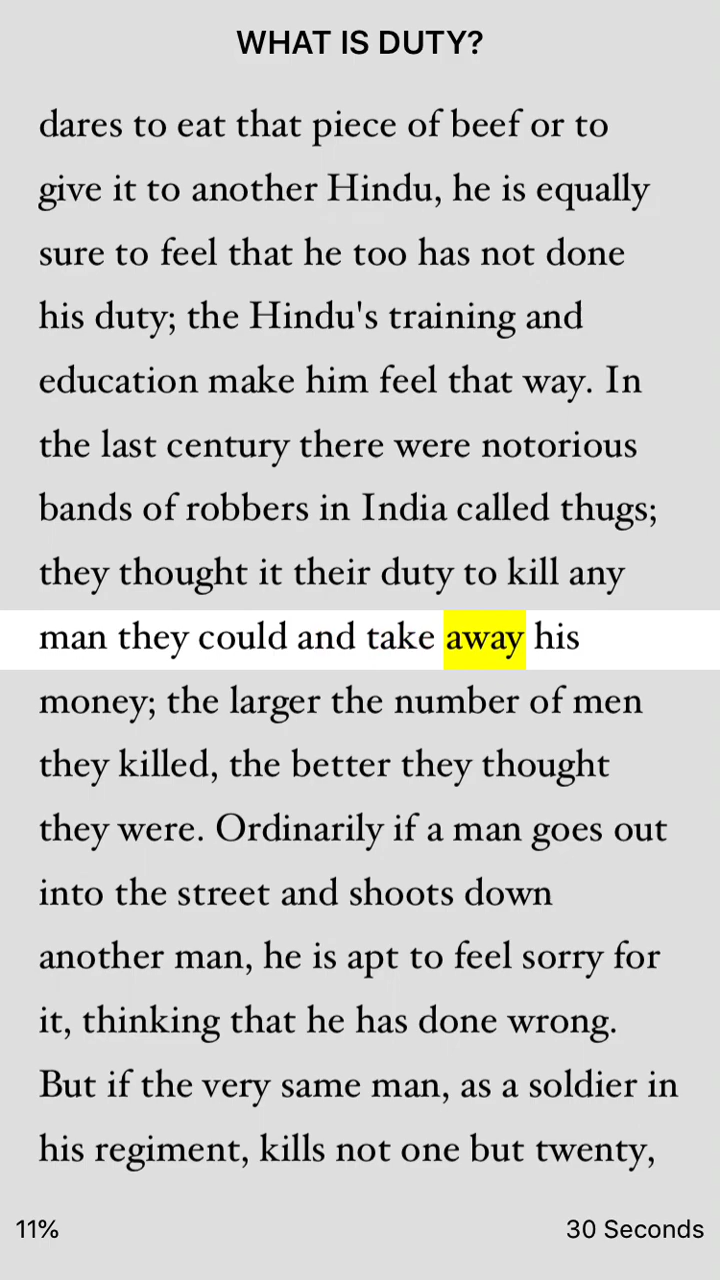 WHAT IS DUTY?
dares to eat that piece of beef or to
give it to another Hindu, he is equally
sure to feel that he too has not done
his duty; the Hindu's training and
education make him feel that way. In
the last century there were notorious
bands of robbers in India called thugs;
they thought it their duty to kill any
man they could and take away his
money; the larger the number of men
they killed, the better they thought
they were. Ordinarily if a man goes out
into the street and shoots down
another man, he is apt to feel sorry for
it, thinking that he has done wrong.
But if the very same man, as a soldier in
his regiment, kills not one but twenty,
11%
30 Seconds